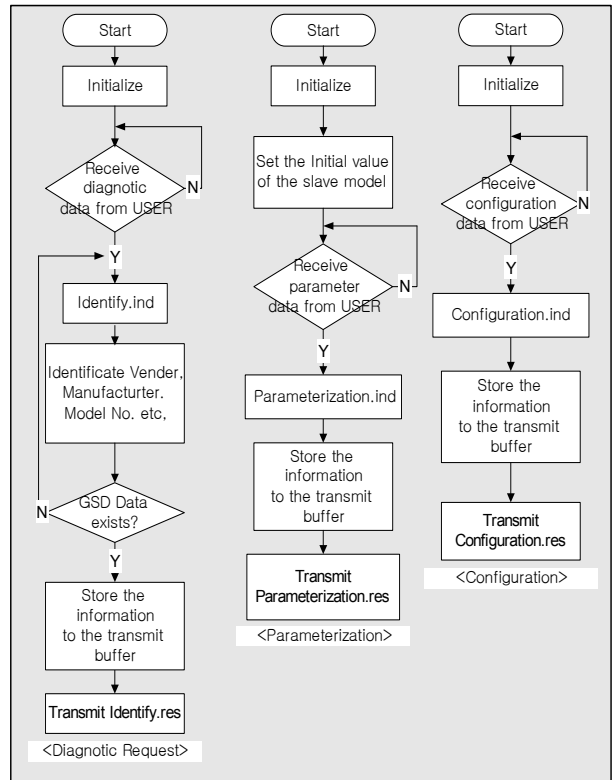 Start
Initialize
Receive
diagnotic
data from USER
N
Y
Identify.ind
Identificate Vender,
Manufacturter.
Model No. etc,
GSD Data
exists?
N
Y
Store the
information
to the transmit
buffer
Transmit Identify.res
<Diagnotic Request>
Start
Initialize
Set the Initial value
of the slave model
Receive
parameter
data from USER
N
Y
Parameterization.ind
Store the
information
to the transmit
buffer
Transmit
Parameterization.res
<Parameterization>
Start
Initialize
Receive
configuration
data from USER
N
Y
Configuration.ind
Store the
information
to the transmit
buffer
Transmit
Configuration.res
<Configuration>